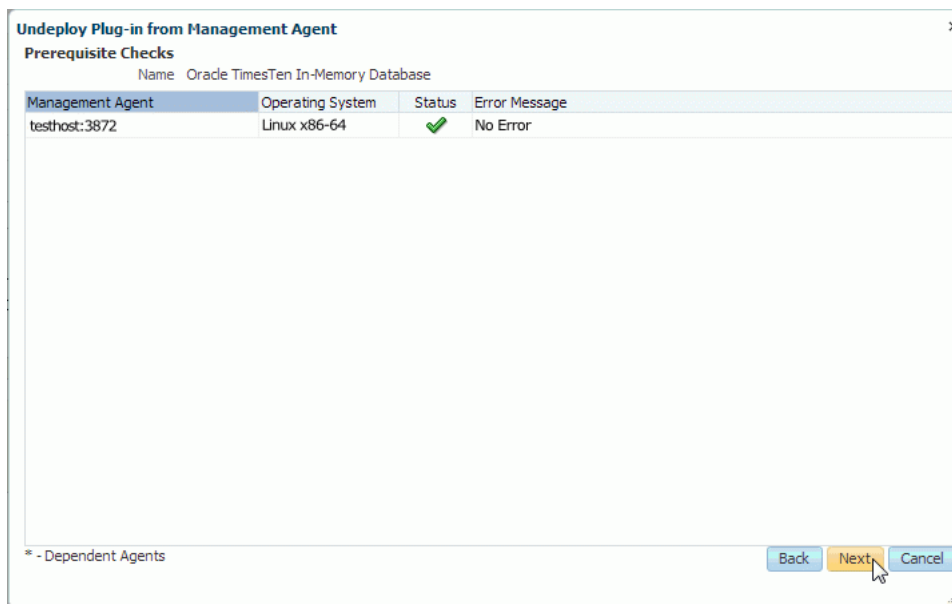 Undeploy Plug-in from Management Agent
Prerequisite Checks
Name Oracle TimesTen In-Memory Database
Management Agent Operating System Status Error Message
testhost:3872 Linux x86-64 No Error
* - Dependent Agents
Back Next Cancel